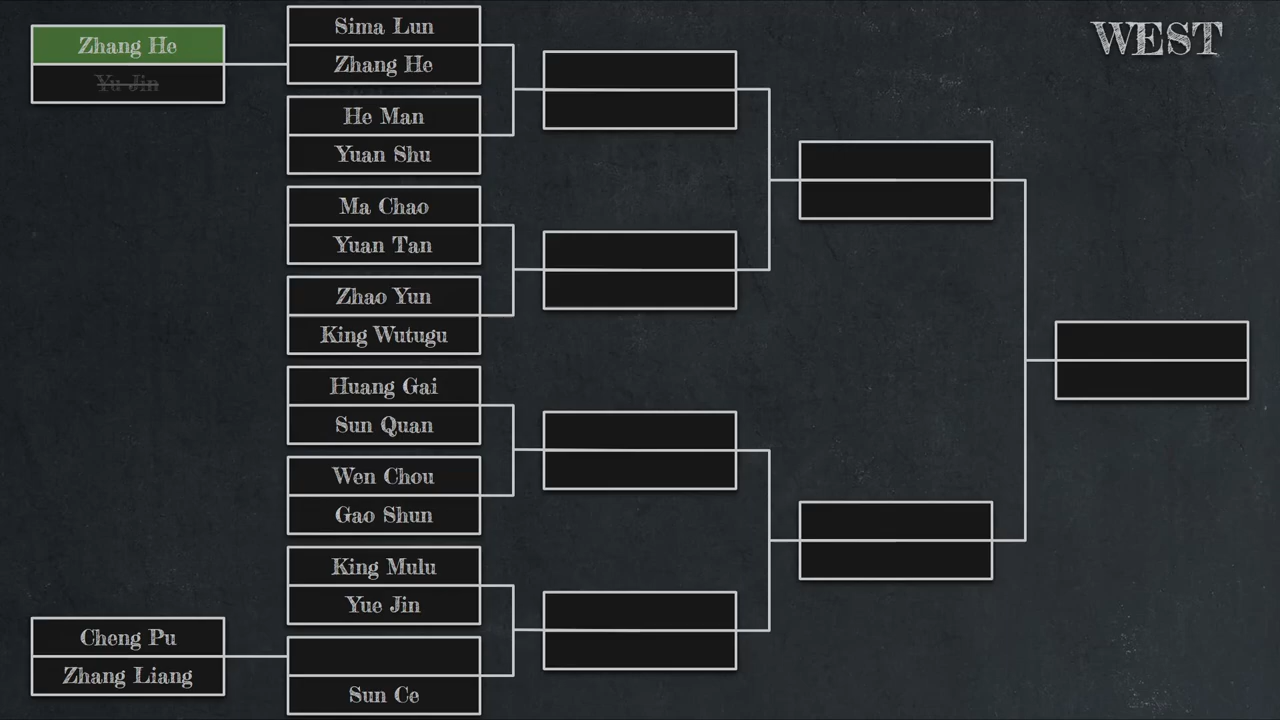 WEST
Zhang He
Yu Jin
Sima Lun
Zhang He
He Man
Yuan Shu
Ma Chao
Yuan Tan
Zhao Yun
King Wutugu
Huang Gai
Sun Quan
Wen Chou
Gao Shun
King Mulu
Yue Jin
Cheng Pu
Zhang Liang
Sun Ce